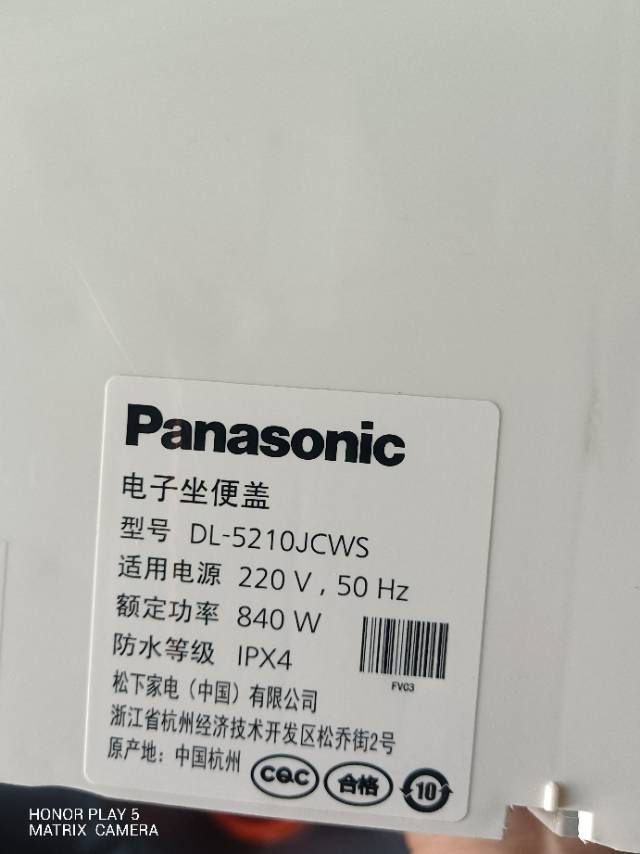 Panasonic
电子坐便盖
型号 DL-5210JCWS
适用电源 220 V , 50 Hz
额定功率 840 W
防水等级 IPX4
FVC3
松下家电（中国）有限公司
浙江省杭州经济技术开发区松乔街2号
原产地：中国杭州
CQC 合格 10
HONOR PLAY 5
MATRIX CAMERA